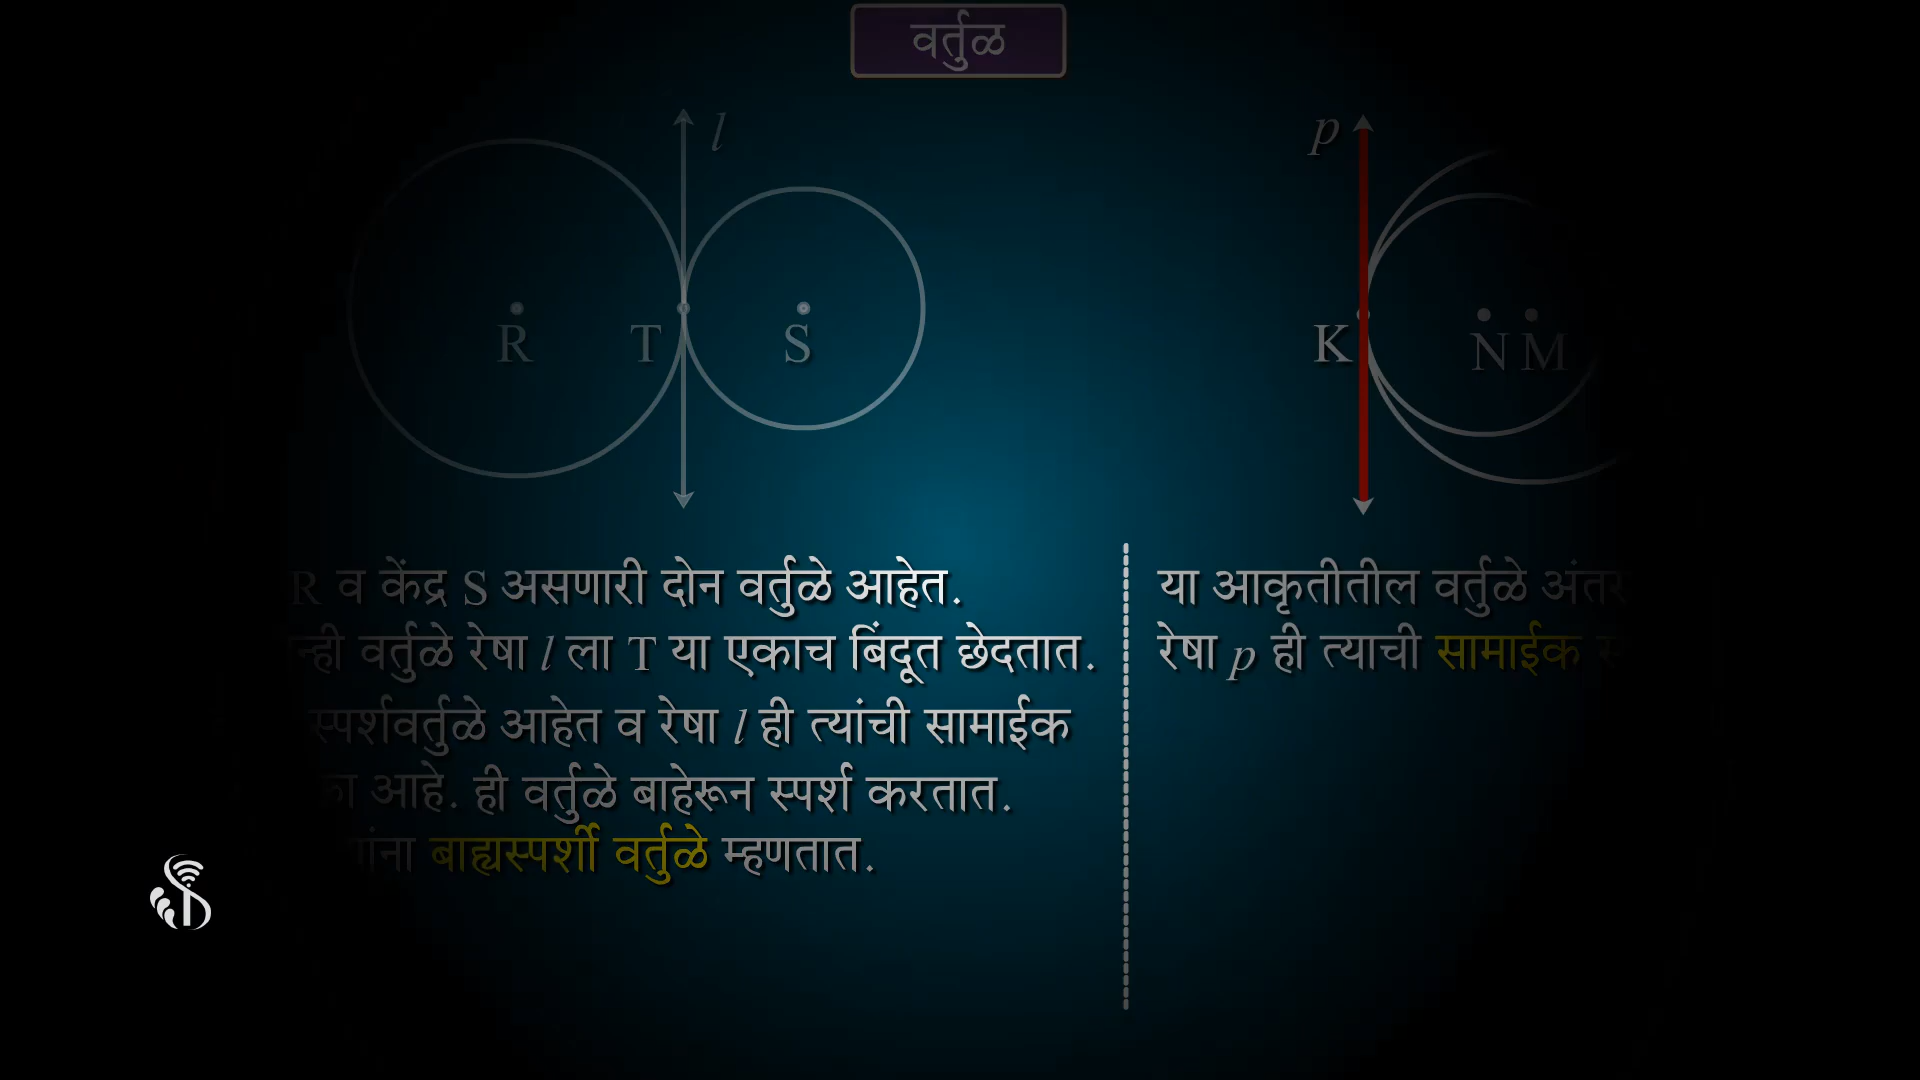 वर्तुळ
l
p
R T S
K N M
R व केंद्र S असणारी दोन वर्तुळे आहेत.
वर्तुळे रेषा l ला T या एकाच बिंदूत छेदतात.
स्पर्शवर्तुळे आहेत व रेषा l ही त्यांची सामाईक
आहे. ही वर्तुळे बाहेरून स्पर्श करतात.
बाह्यस्पर्शी वर्तुळे म्हणतात.
या आकृतीतील वर्तुळे
रेषा p ही त्याची सामाईक